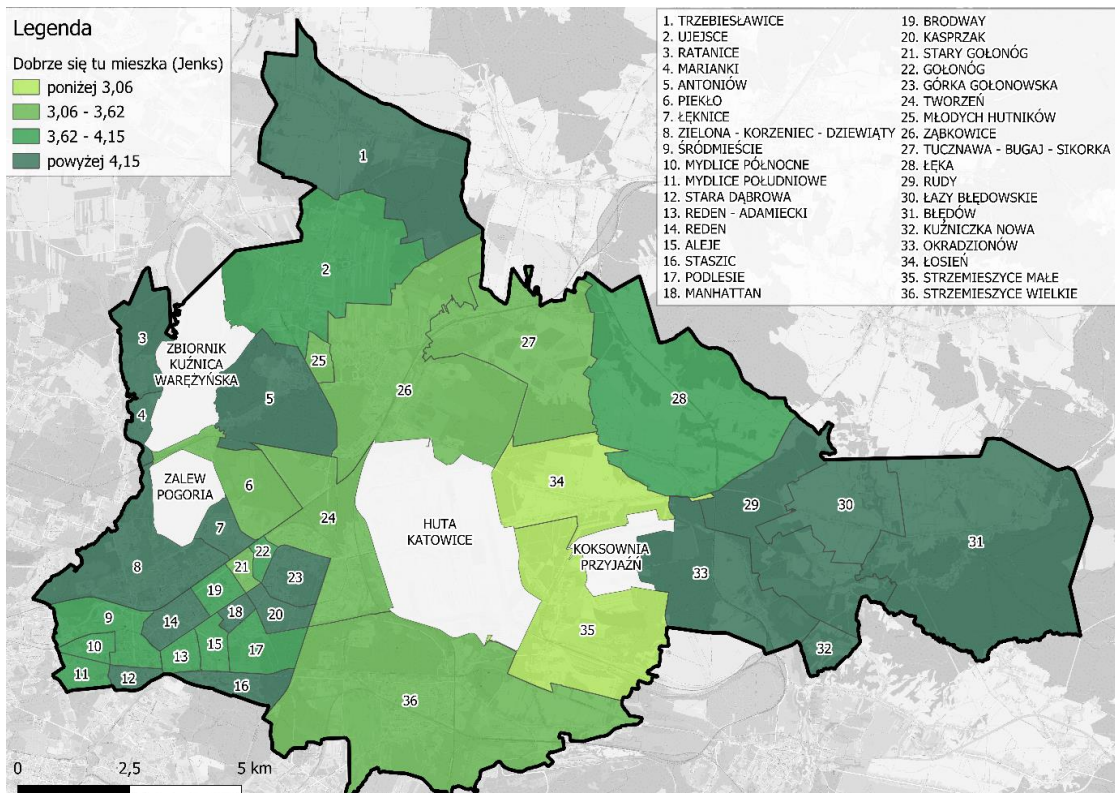 Legenda
Dobrze się tu mieszka (Jenks)
poniżej 3,06
3,06 - 3,62
3,62 - 4,15
powyżej 4,15
1. TRZEBIESŁAWICE
2. UJEJSCE
3. RATANICE
4. MARIANKI
5. ANTONIÓW
6. PIEKŁO
7. ŁĘKNICE
8. ZIELONA - KORZENIEC - DZIEWIĄTY
9. ŚRÓDMIEŚCIE
10. MYDLICE PÓŁNOCNE
11. MYDLICE POŁUDNIOWE
12. STARA DĄBROWA
13. REDEN - ADAMIECKI
14. REDEN
15. ALEJE
16. STASZIC
17. PODLESIE
18. MANHATTAN
19. BRODWAY
20. KASPRZAK
21. STARY GOŁONÓG
22. GOŁONÓG
23. GÓRKA GOŁONOWSKA
24. TWORZEŃ
25. MŁODYCH HUTNIKÓW
26. ZĄBKOWICE
27. TUCZNAWA - BUGAJ - SIKORKA
28. ŁĘKA
29. RUDY
30. ŁAZY BŁĘDOWSKIE
31. BŁĘDÓW
32. KUŹNICZKA NOWA
33. OKRADZIONÓW
34. ŁOSIEŃ
35. STRZEMIESZYCE MAŁE
36. STRZEMIESZYCE WIELKIE
1
2
3
ZBIORNIK
KUŹNICA
WARĘŻYŃSKA
25
27
26
5
28
4
ZALEW
POGORIA
6
34
24
29
30
7
HUTA
KATOWICE
31
KOKSOWNIA
PRZYJAŹŃ
33
8
22
21
23
19
20
18
9
14
35
10
15
17
13
32
11
12
16
36
0
2,5
5 km